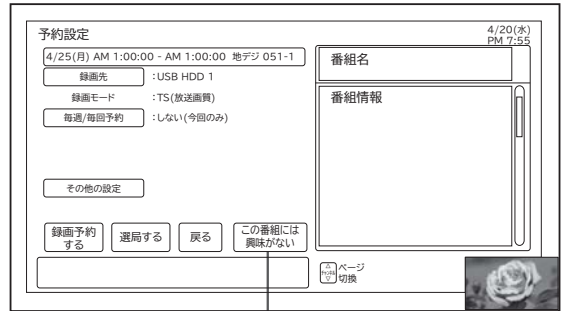 予約設定
4/20(水)
PM 7:55
4/25(月) AM 1:00:00 - AM 1:00:00 地デジ 051-1
録画先 :USB HDD 1
録画モード :TS(放送画質)
毎週/毎回予約 :しない(今回のみ)
その他の設定
録画予約
する
選局する
戻る
この番組には
興味がない
番組名
番組情報
チャンネル
ページ
切換